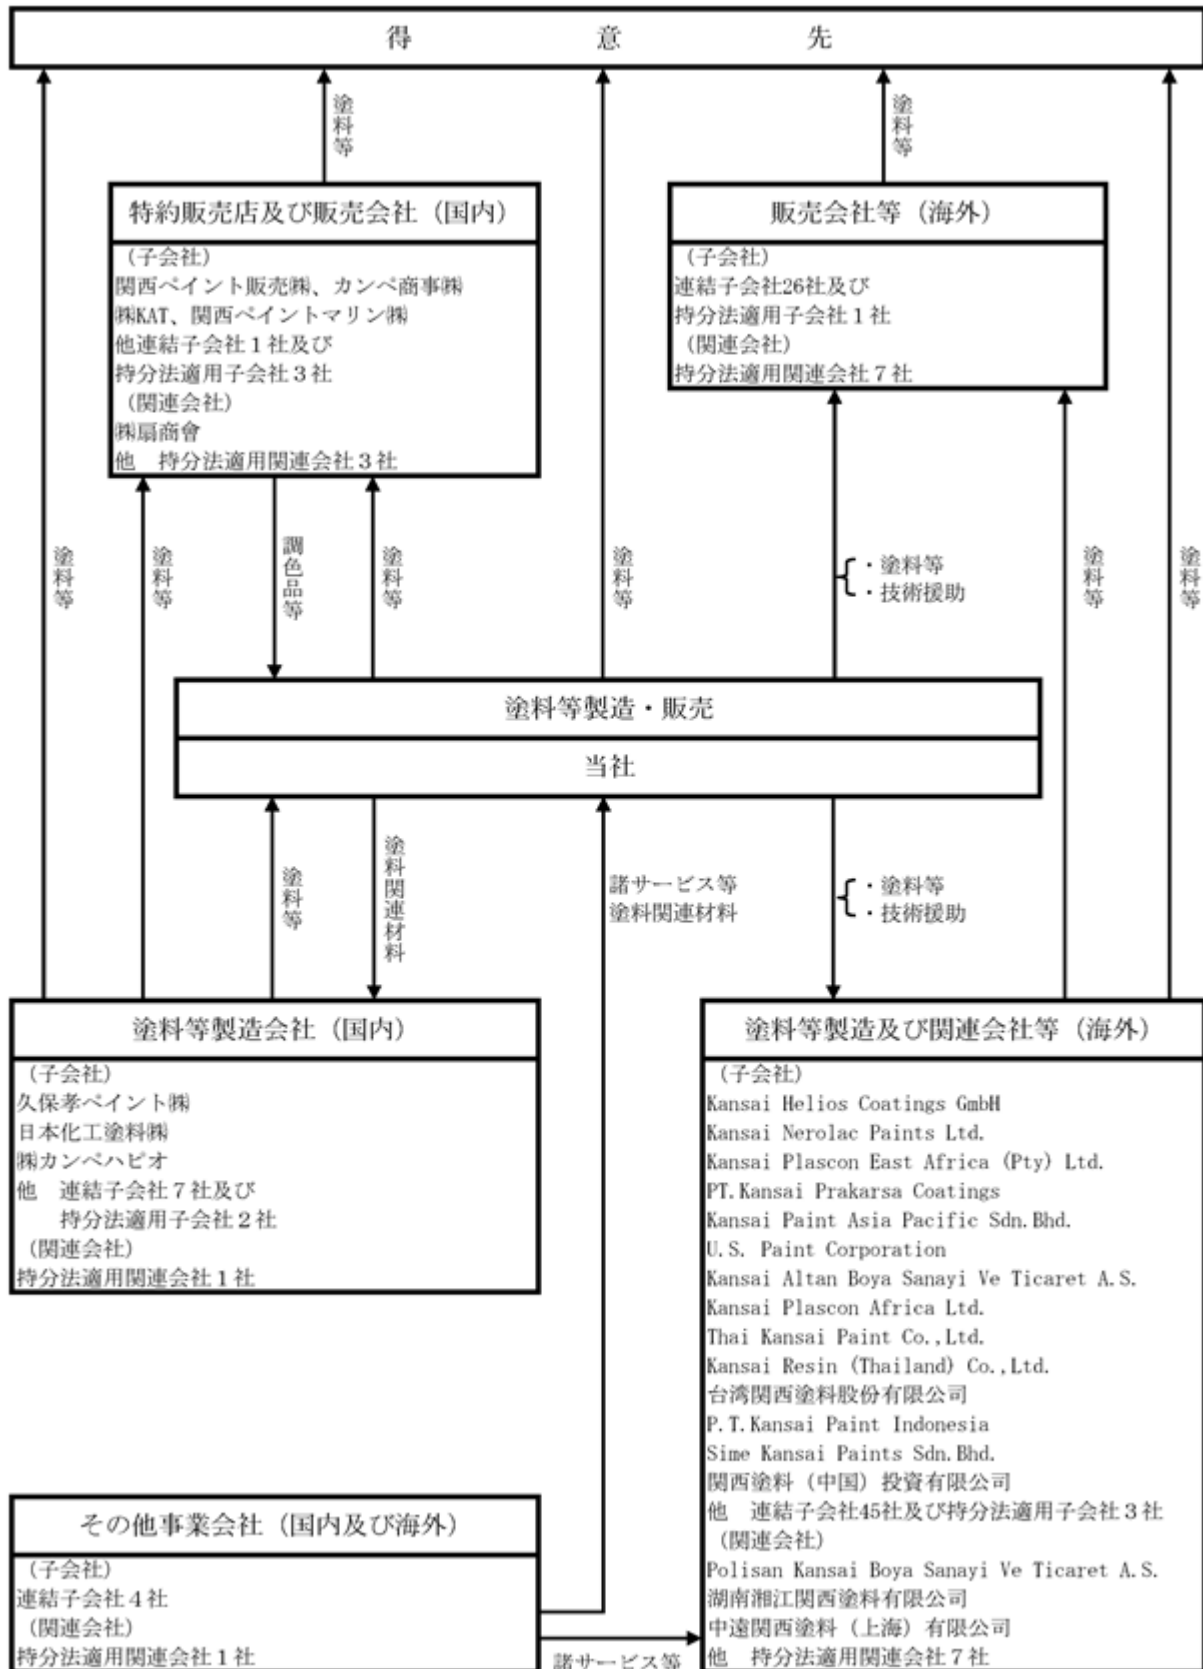 得意先
塗料等
塗料等
特約販売店及び販売会社（国内）
（子会社）
関西ペイント販売㈱、カンペ商事㈱
㈱KAT、関西ペイントマリン㈱
他連結子会社１社及び
持分法適用子会社３社
（関連会社）
㈱扇商會
他　持分法適用関連会社３社
販売会社等（海外）
（子会社）
連結子会社26社及び
持分法適用子会社１社
（関連会社）
持分法適用関連会社７社
塗料等
塗料等
調色品等
塗料等
塗料等
・塗料等
・技術援助
塗料等
塗料等
塗料等製造・販売
当社
塗料等
塗料関連材料
諸サービス等
塗料関連材料
・塗料等
・技術援助
塗料等製造会社（国内）
（子会社）
久保孝ペイント㈱
日本化工塗料㈱
㈱カンペハピオ
他　連結子会社７社及び
持分法適用子会社２社
（関連会社）
持分法適用関連会社１社
塗料等製造及び関連会社等（海外）
（子会社）
Kansai Helios Coatings GmbH
Kansai Nerolac Paints Ltd.
Kansai Plascon East Africa (Pty) Ltd.
PT.Kansai Prakarsa Coatings
Kansai Paint Asia Pacific Sdn.Bhd.
U.S. Paint Corporation
Kansai Altan Boya Sanayi Ve Ticaret A.S.
Kansai Plascon Africa Ltd.
Thai Kansai Paint Co.,Ltd.
Kansai Resin (Thailand) Co.,Ltd.
台湾関西塗料股份有限公司
P.T.Kansai Paint Indonesia
Sime Kansai Paints Sdn.Bhd.
関西塗料（中国）投資有限公司
他　連結子会社45社及び持分法適用子会社３社
（関連会社）
Polisan Kansai Boya Sanayi Ve Ticaret A.S.
湖南湘江関西塗料有限公司
中遠関西塗料（上海）有限公司
他　持分法適用関連会社７社
その他事業会社（国内及び海外）
（子会社）
連結子会社４社
（関連会社）
持分法適用関連会社１社
諸サービス等